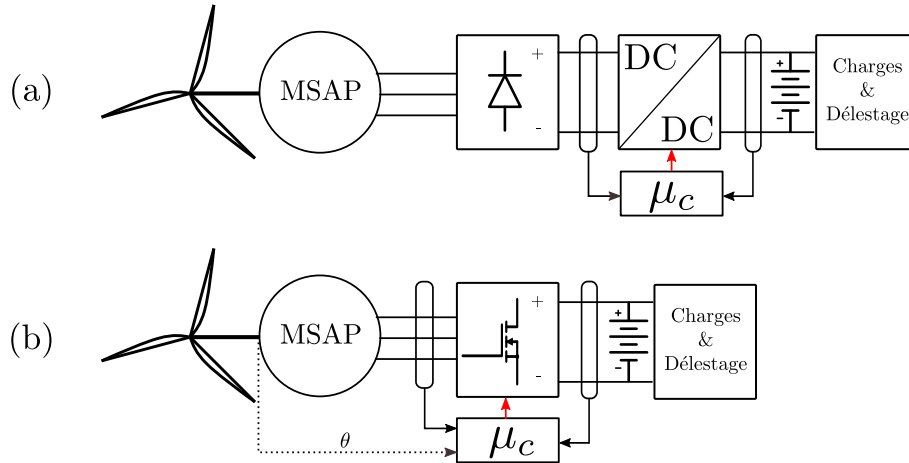 (a)
MSAP
+
-
DC
DC
+
-
Charges
&
Délestage
μc
(b)
MSAP
+
-
+
-
Charges
&
Délestage
θ
μc